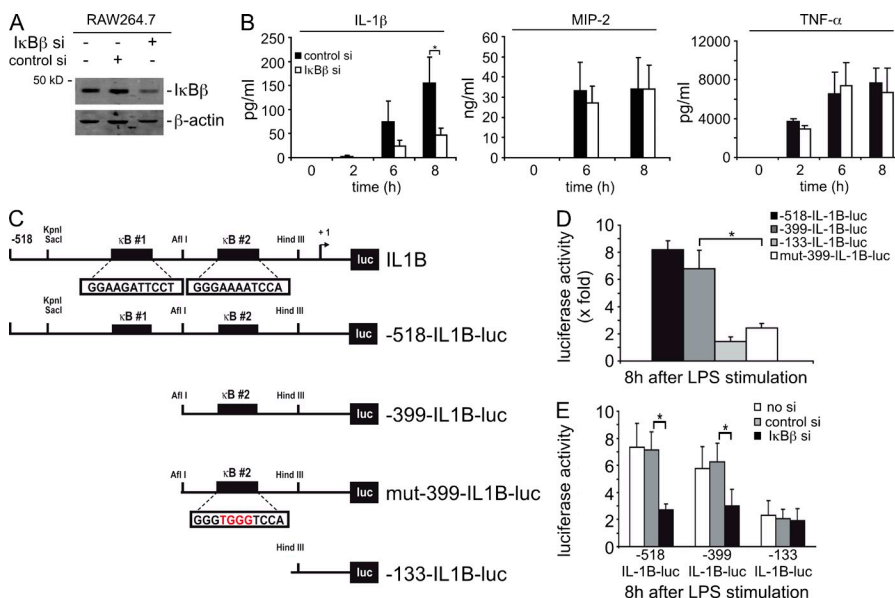 A
RAW264.7
IκBβ si - - +
control si - + -
50 kD -
-IκBβ
-β-actin
B
IL-1β
MIP-2
TNF-α
control si
IκBβ si
*
pg/ml
250
200
150
100
50
0
0 2 6 8
time (h)
ng/ml
60
50
40
30
20
10
0
0 6 8
time (h)
pg/ml
12000
8000
4000
0
0 2 6 8
time (h)
C
-518
KpnI
SacI
κB #1
Afl I
κB #2
Hind III
+ 1
luc
IL1B
GGAAGATTCCT
GGGAAAATCCA
KpnI
SacI
κB #1
Afl I
κB #2
Hind III
luc
-518-IL1B-luc
Afl I
κB #2
Hind III
luc
-399-IL1B-luc
Afl I
κB #2
Hind III
luc
mut-399-IL1B-luc
GGGTGGGTCCA
Hind III
luc
-133-IL1B-luc
D
-518-IL-1B-luc
-399-IL-1B-luc
-133-IL-1B-luc
mut-399-IL-1B-luc
*
luciferase activity
(x fold)
10
8
6
4
2
0
8h after LPS stimulation
E
no si
control si
IκBβ si
luciferase activity
10
8
6
4
2
0
*
*
-518 -399 -133
IL-1B-luc IL-1B-luc IL-1B-luc
8h after LPS stimulation